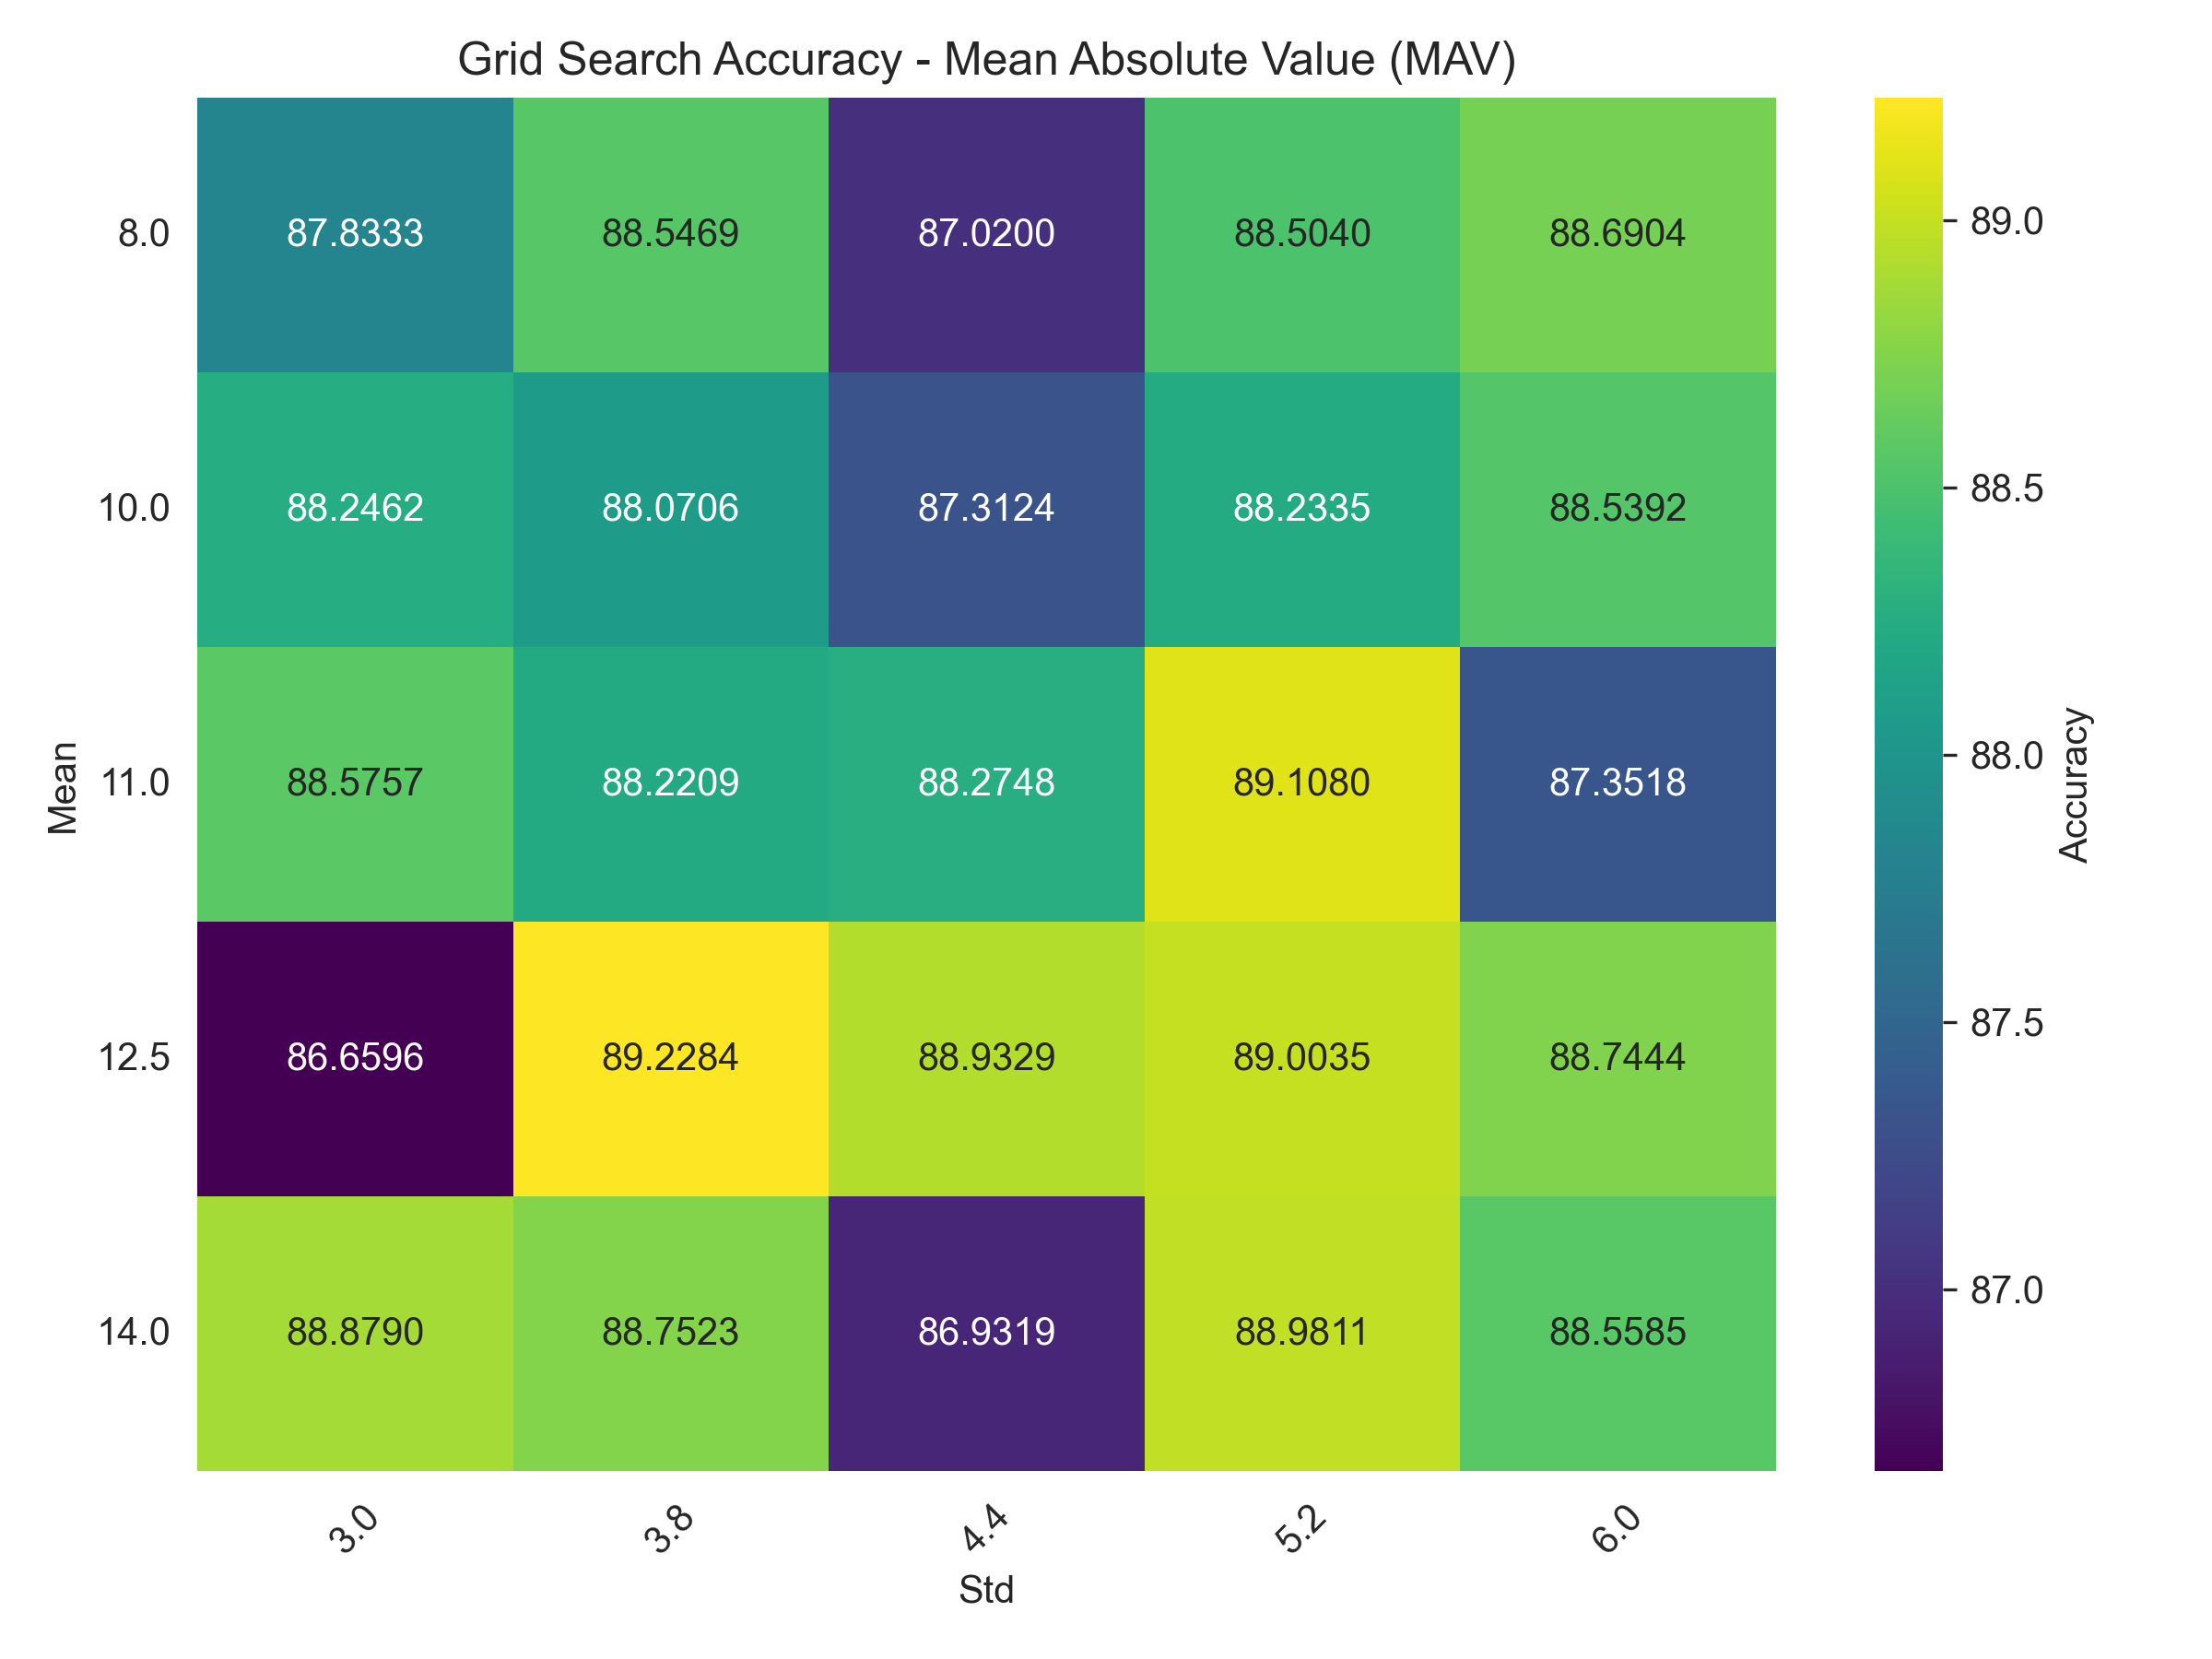 Grid Search Accuracy - Mean Absolute Value (MAV)
8.0 87.8333 88.5469 87.0200 88.5040 88.6904
10.0 88.2462 88.0706 87.3124 88.2335 88.5392
11.0 88.5757 88.2209 88.2748 89.1080 87.3518
12.5 86.6596 89.2284 88.9329 89.0035 88.7444
14.0 88.8790 88.7523 86.9319 88.9811 88.5585
3.0 3.8 4.4 5.2 6.0
Std
Mean
89.0
88.5
88.0
87.5
87.0
Accuracy